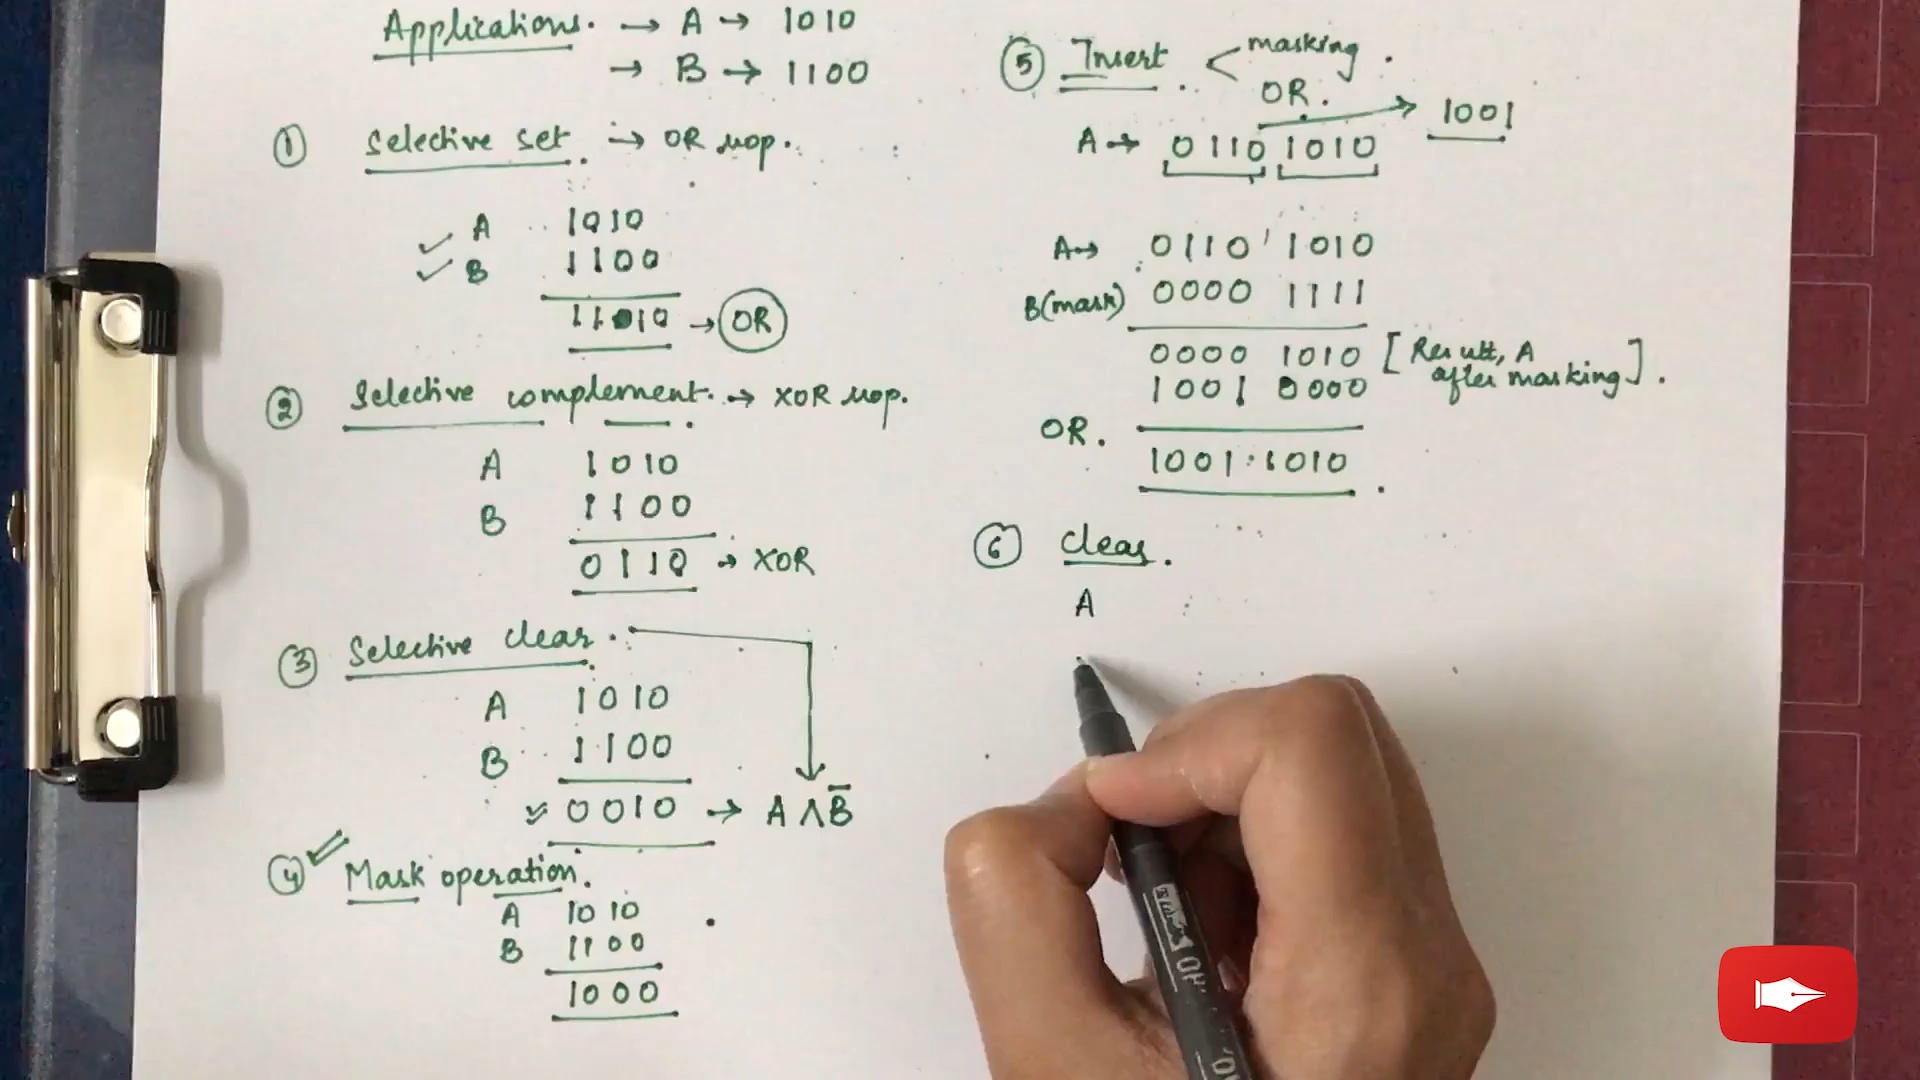 Applications. → A → 1010
→ B → 1100
① Selective set. → OR μop.
A 1010
B 1100
11010 → OR
② Selective complement. → XOR μop.
A 1010
B 1100
0110 → XOR
③ Selective clear.
A 1010
B 1100
0010 → A ∧ B̅
④ Mask operation.
A 1010
B 1100
1000
⑤ Insert. < masking.
OR.
1001
A → 0110 1010
A → 0110 1010
B(mask) 0000 1111
0000 1010 [Result, A
after masking].
1001 0000
OR.
1001 1010
⑥ clear.
A